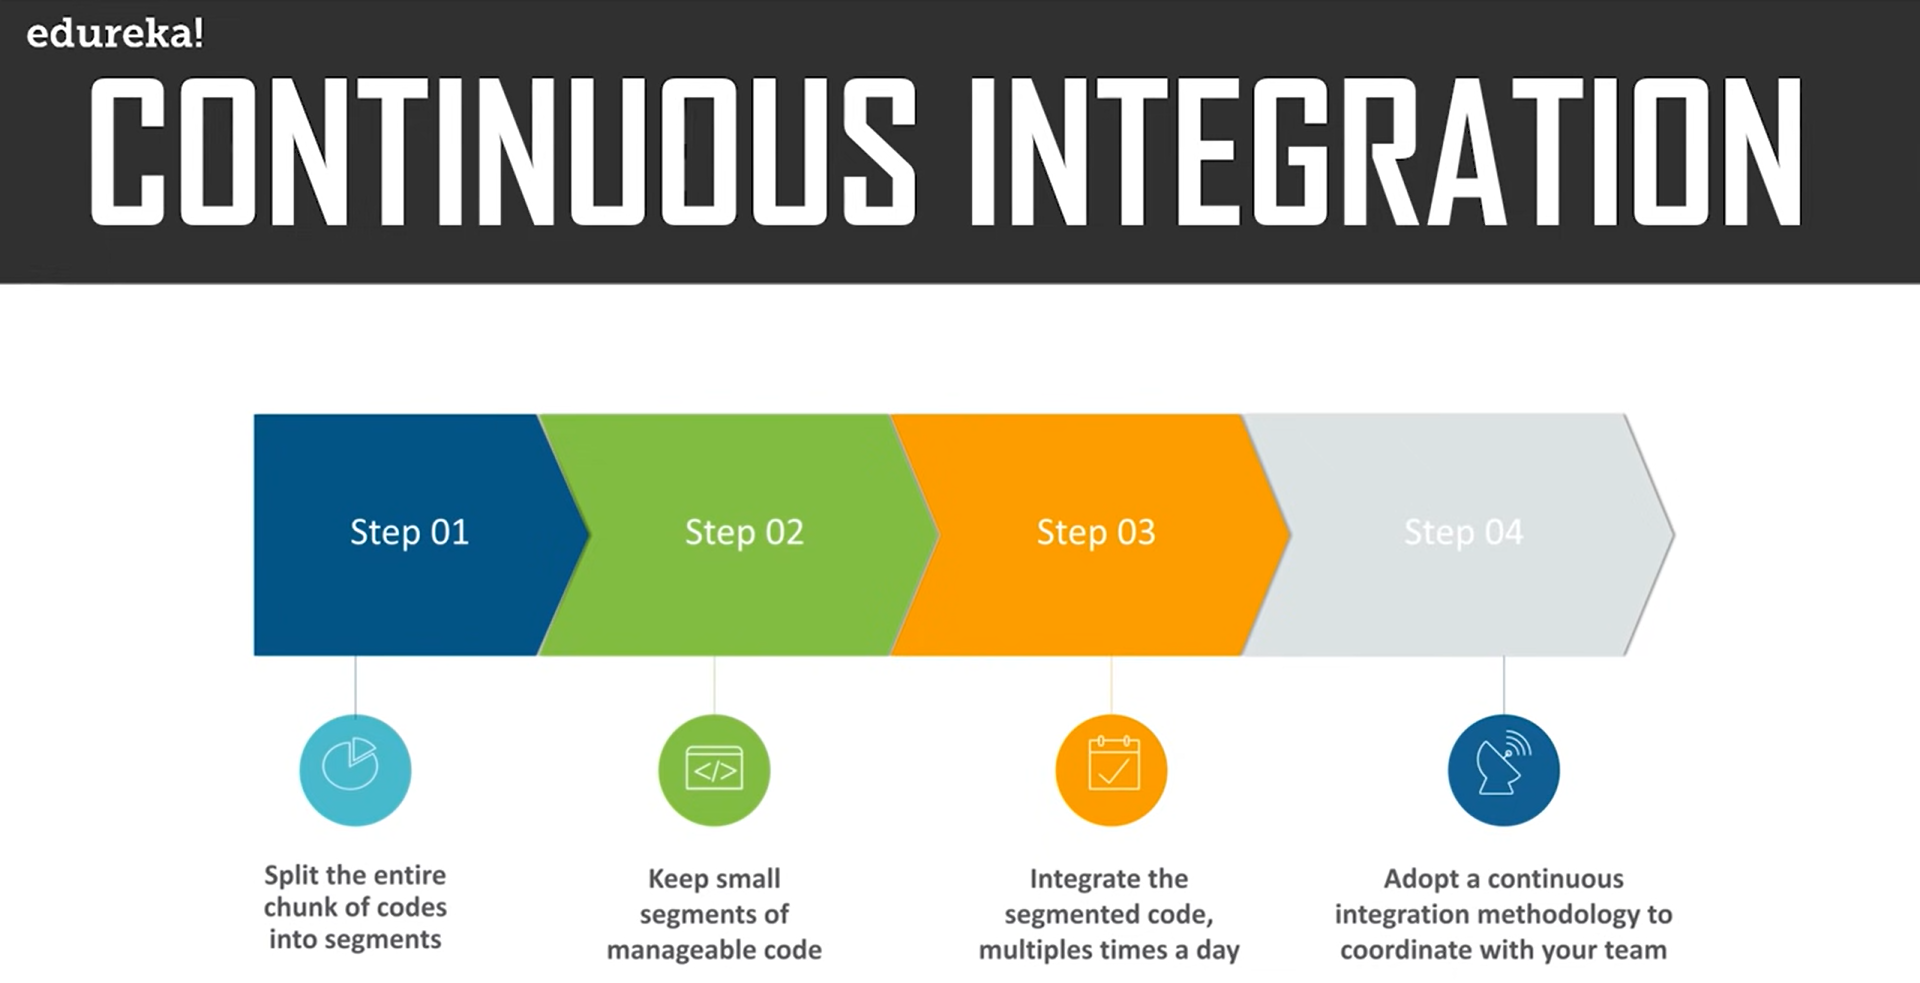 edureka!
CONTINUOUS INTEGRATION
Step 01
Step 02
Step 03
Step 04
</>
Split the entire
chunk of codes
into segments
Keep small
segments of
manageable code
Integrate the
segmented code,
multiples times a day
Adopt a continuous
integration methodology to
coordinate with your team